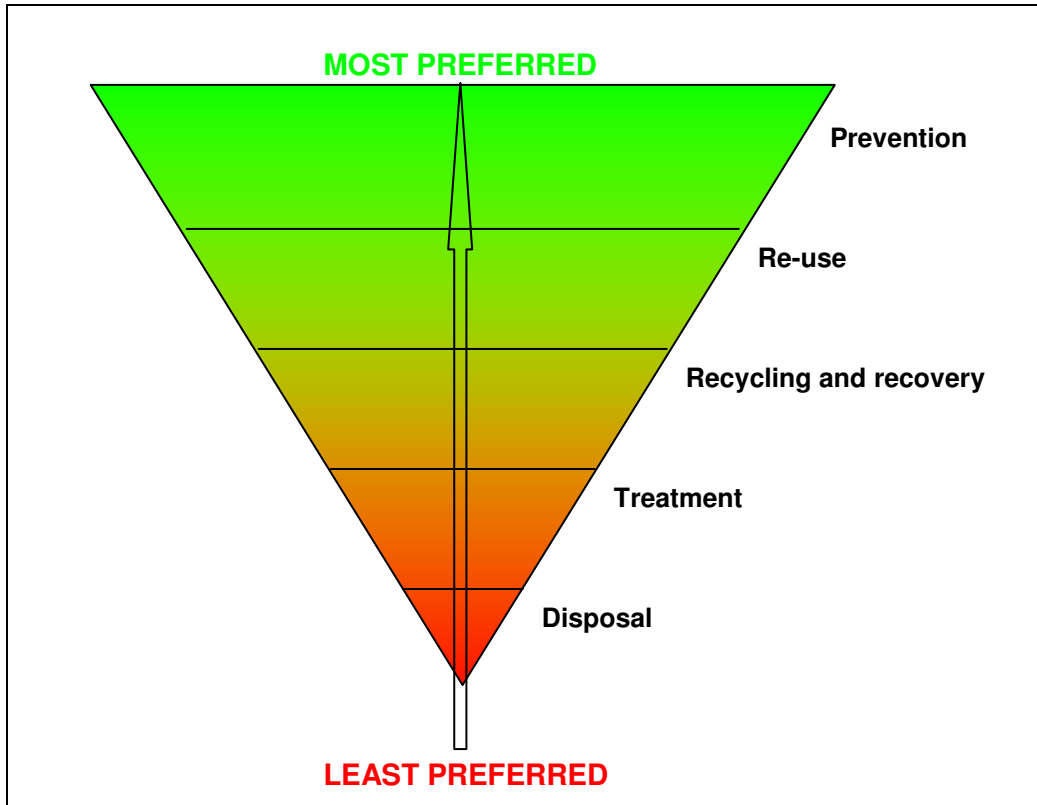 MOST PREFERRED
Prevention
Re-use
Recycling and recovery
Treatment
Disposal
LEAST PREFERRED